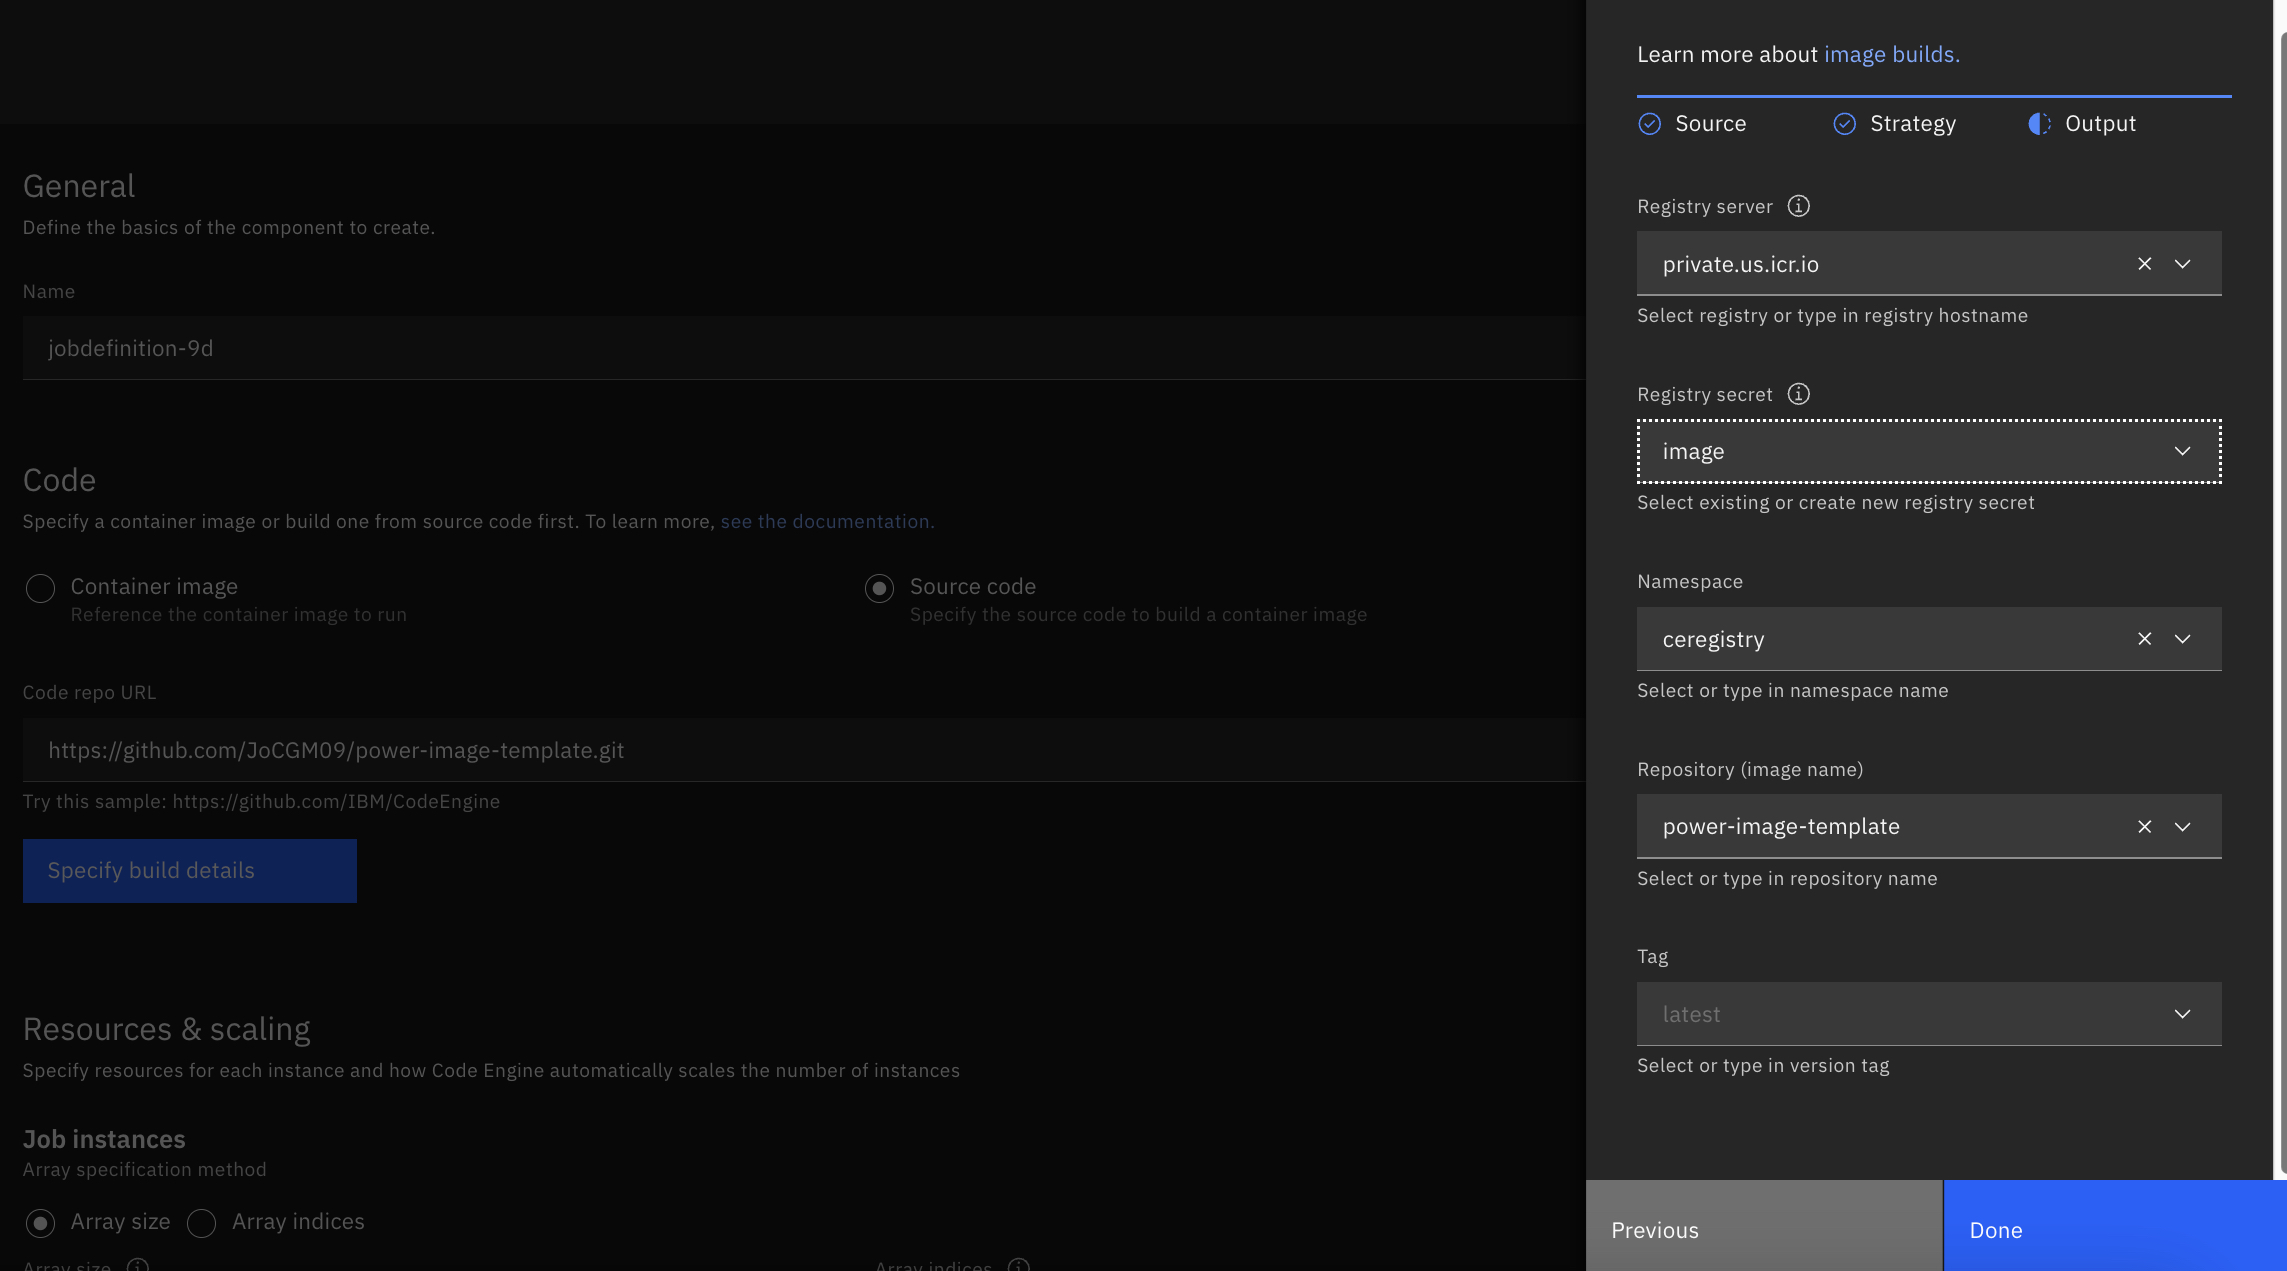 General
Define the basics of the component to create.
Name
jobdefinition-9d
Code
Specify a container image or build one from source code first. To learn more, see the documentation.
Container image
Reference the container image to run
Source code
Specify the source code to build a container image
Code repo URL
https://github.com/JoCGM09/power-image-template.git
Try this sample: https://github.com/IBM/CodeEngine
Specify build details
Resources & scaling
Specify resources for each instance and how Code Engine automatically scales the number of instances
Job instances
Array specification method
Array size
Array indices
Array size
Array indices
Learn more about image builds.
Source
Strategy
Output
Registry server
private.us.icr.io
Select registry or type in registry hostname
Registry secret
image
Select existing or create new registry secret
Namespace
ceregistry
Select or type in namespace name
Repository (image name)
power-image-template
Select or type in repository name
Tag
latest
Select or type in version tag
Previous
Done